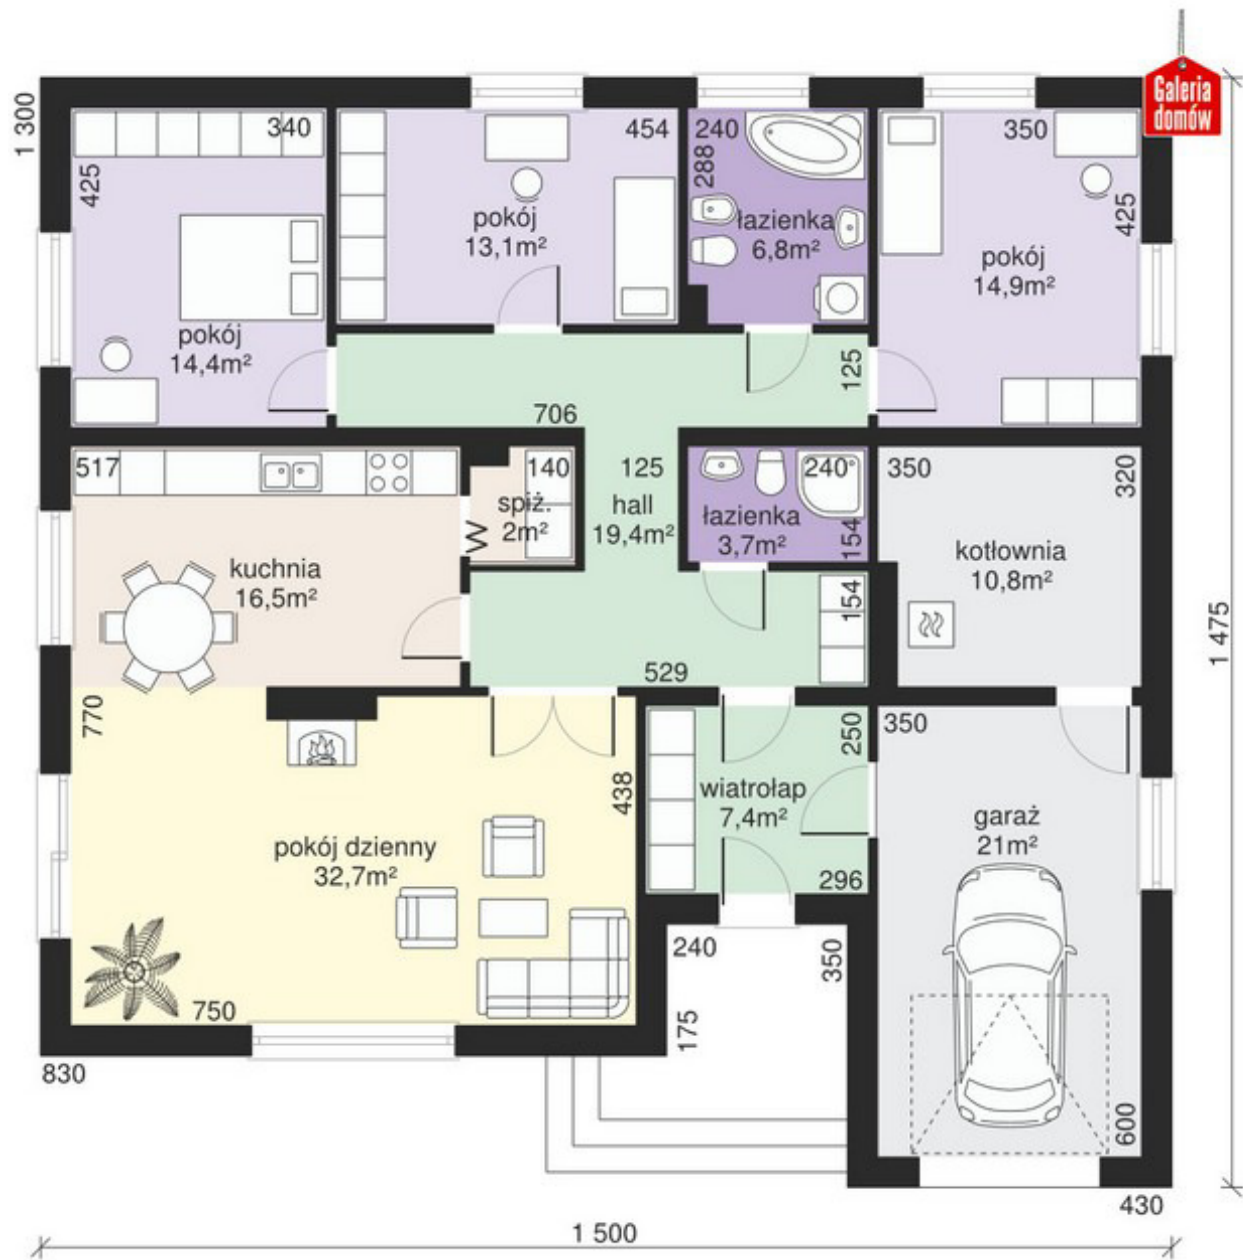 Galeria
domów
1 300
340
454
240
350
425
288
425
łazienka
6,8m²
pokój
13,1m²
pokój
14,9m²
pokój
14,4m²
125
706
517
140
125
240
350
320
spiż.
2m²
hall
19,4m²
łazienka
3,7m²
154
kotłownia
10,8m²
kuchnia
16,5m²
154
529
1 475
770
250
350
438
wiatrołap
7,4m²
garaż
21m²
pokój dzienny
32,7m²
296
240
350
750
175
830
600
430
1 500